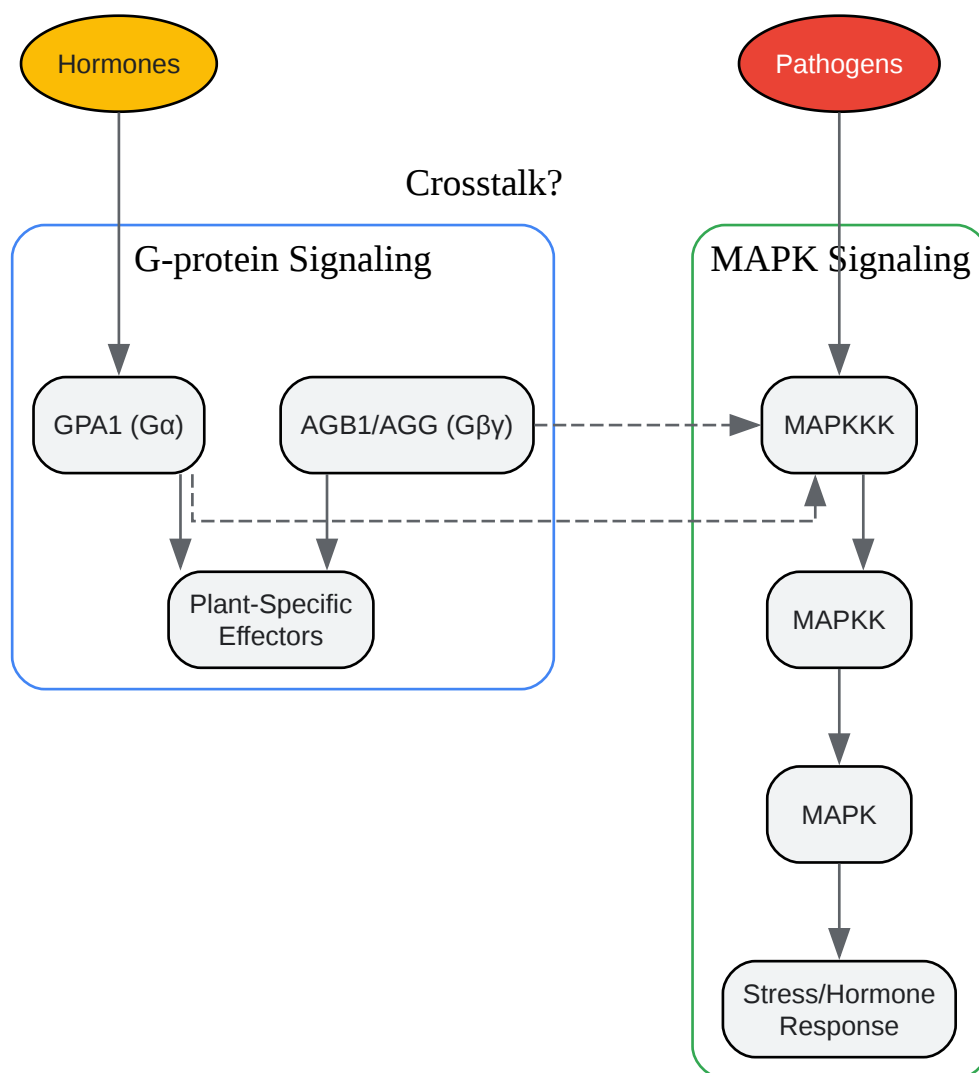 Hormones
Pathogens
Crosstalk?
G-protein Signaling
MAPK Signaling
GPA1 (Gα)
AGB1/AGG (Gβγ)
MAPKKK
Plant-Specific
Effectors
MAPKK
MAPK
Stress/Hormone
Response